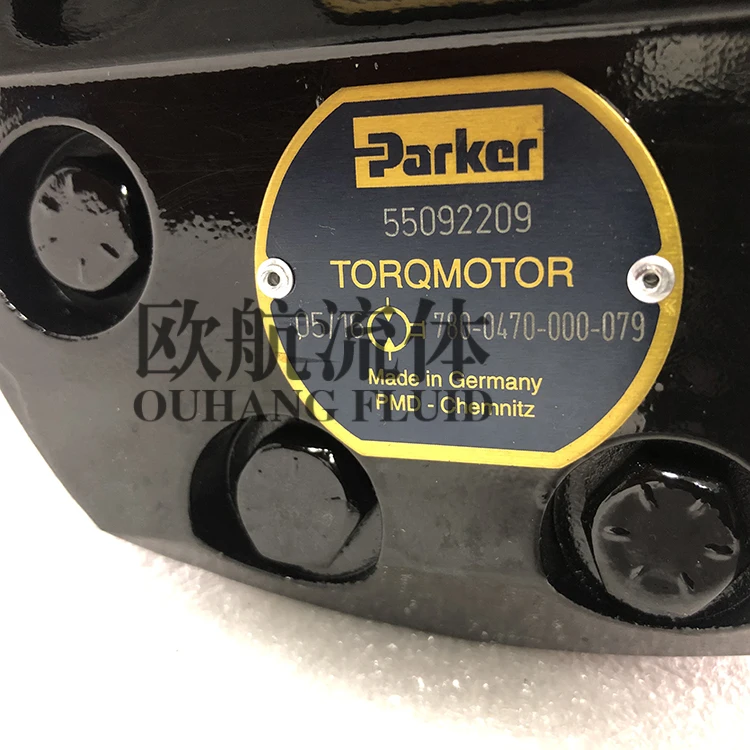 Parker
55092209
TORQMOTOR
05/16 780-0470-000-079
欧航流体
Made in Germany
OUHANG FLUID
PMD - Chemnitz